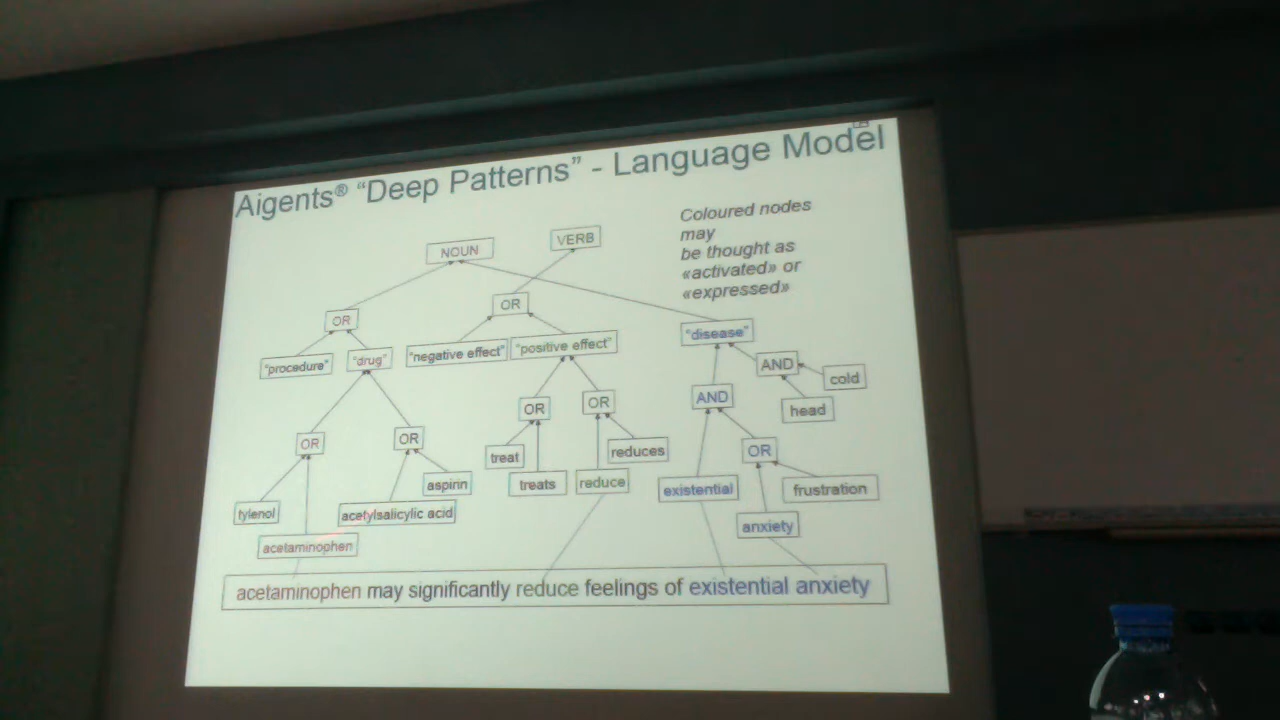 Aigents® “Deep Patterns” - Language Model
Coloured nodes
may
be thought as
«activated» or
«expressed»
NOUN
VERB
OR
OR
"procedure"
"drug"
"negative effect"
"positive effect"
"disease"
AND
cold
head
OR
OR
OR
OR
AND
OR
tylenol
acetaminophen
acetylsalicylic acid
aspirin
treat
treats
reduce
reduces
existential
anxiety
frustration
acetaminophen may significantly reduce feelings of existential anxiety